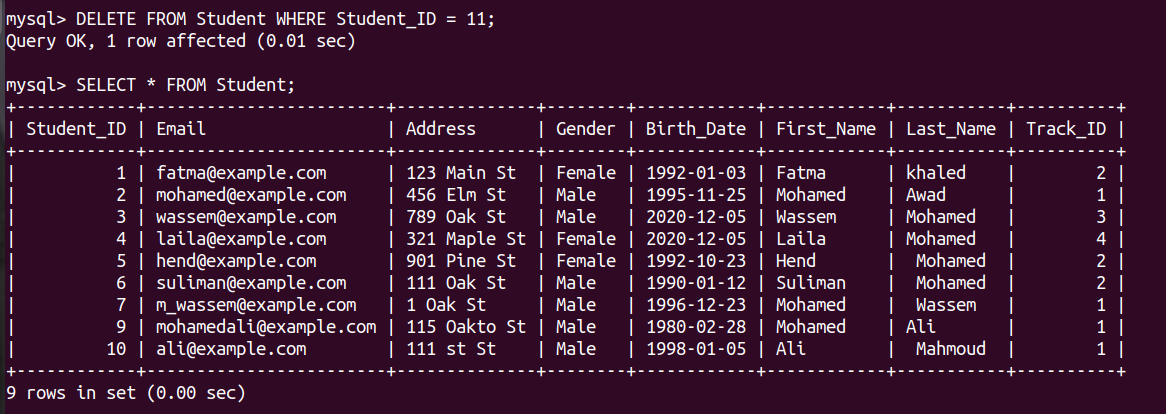 mysql> DELETE FROM Student WHERE Student_ID = 11;
Query OK, 1 row affected (0.01 sec)

mysql> SELECT * FROM Student;
+------------+------------------------+--------------+--------+------------+------------+-----------+----------+
| Student_ID | Email                  | Address      | Gender | Birth_Date | First_Name | Last_Name | Track_ID |
+------------+------------------------+--------------+--------+------------+------------+-----------+----------+
|          1 | fatma@example.com      | 123 Main St  | Female | 1992-01-03 | Fatma      | khaled    |        2 |
|          2 | mohamed@example.com    | 456 Elm St   | Male   | 1995-11-25 | Mohamed    | Awad      |        1 |
|          3 | wassem@example.com     | 789 Oak St   | Male   | 2020-12-05 | Wassem     | Mohamed   |        3 |
|          4 | laila@example.com      | 321 Maple St | Female | 2020-12-05 | Laila      | Mohamed   |        4 |
|          5 | hend@example.com       | 901 Pine St  | Female | 1992-10-23 | Hend       |  Mohamed  |        2 |
|          6 | suliman@example.com    | 111 Oak St   | Male   | 1990-01-12 | Suliman    |  Mohamed  |        2 |
|          7 | m_wassem@example.com   | 1 Oak St     | Male   | 1996-12-23 | Mohamed    |  Wassem   |        1 |
|          9 | mohamedali@example.com | 115 Oakto St | Male   | 1980-02-28 | Mohamed    | Ali       |        1 |
|         10 | ali@example.com        | 111 st St    | Male   | 1998-01-05 | Ali        |  Mahmoud  |        1 |
+------------+------------------------+--------------+--------+------------+------------+-----------+----------+
9 rows in set (0.00 sec)